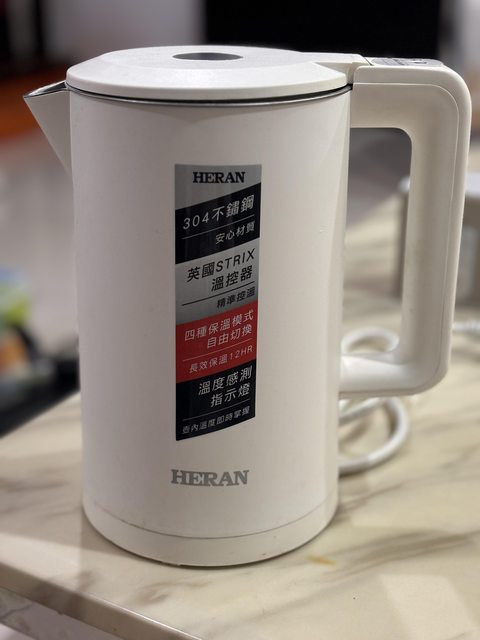 HERAN
304不鏽鋼
安心材質
英國STRIX
溫控器
精準控溫
四種保溫模式
自由切換
長效保溫12HR
溫度感測
指示燈
壺內溫度即時掌握
HERAN